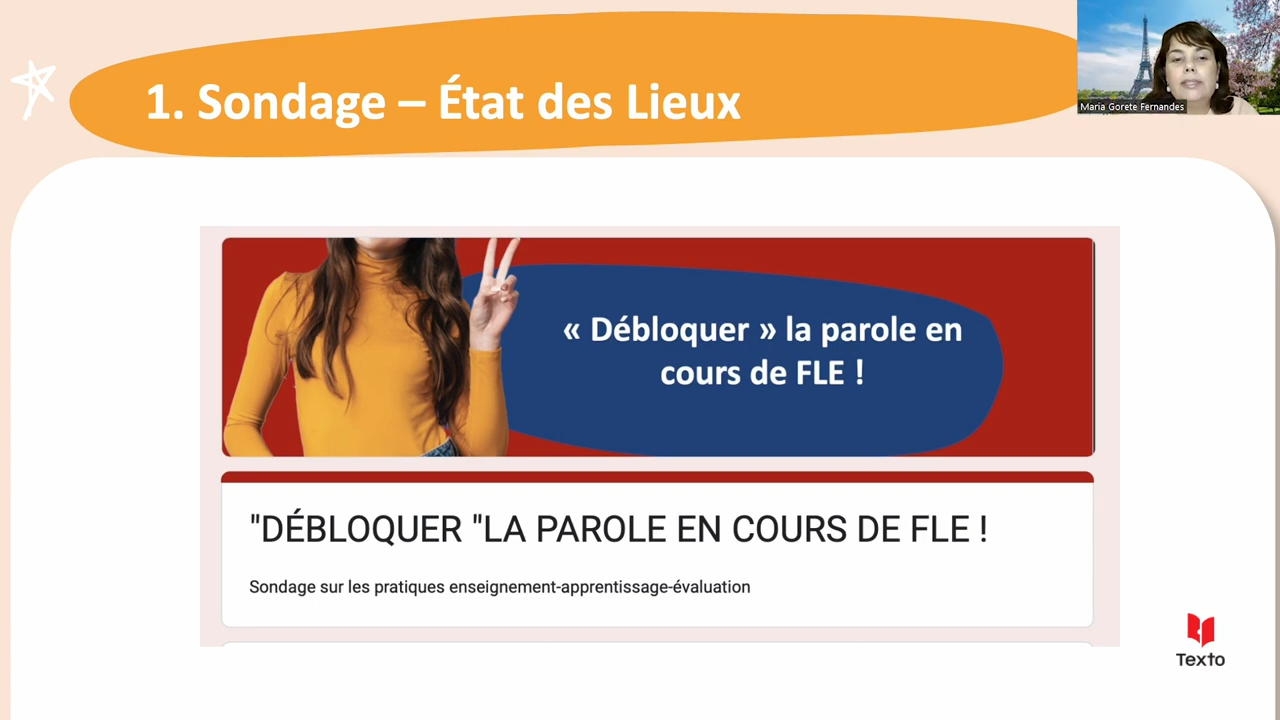 1. Sondage – État des Lieux
Maria Gorete Fernandes
« Débloquer » la parole en
cours de FLE !
"DÉBLOQUER "LA PAROLE EN COURS DE FLE !
Sondage sur les pratiques enseignement-apprentissage-évaluation
Texto